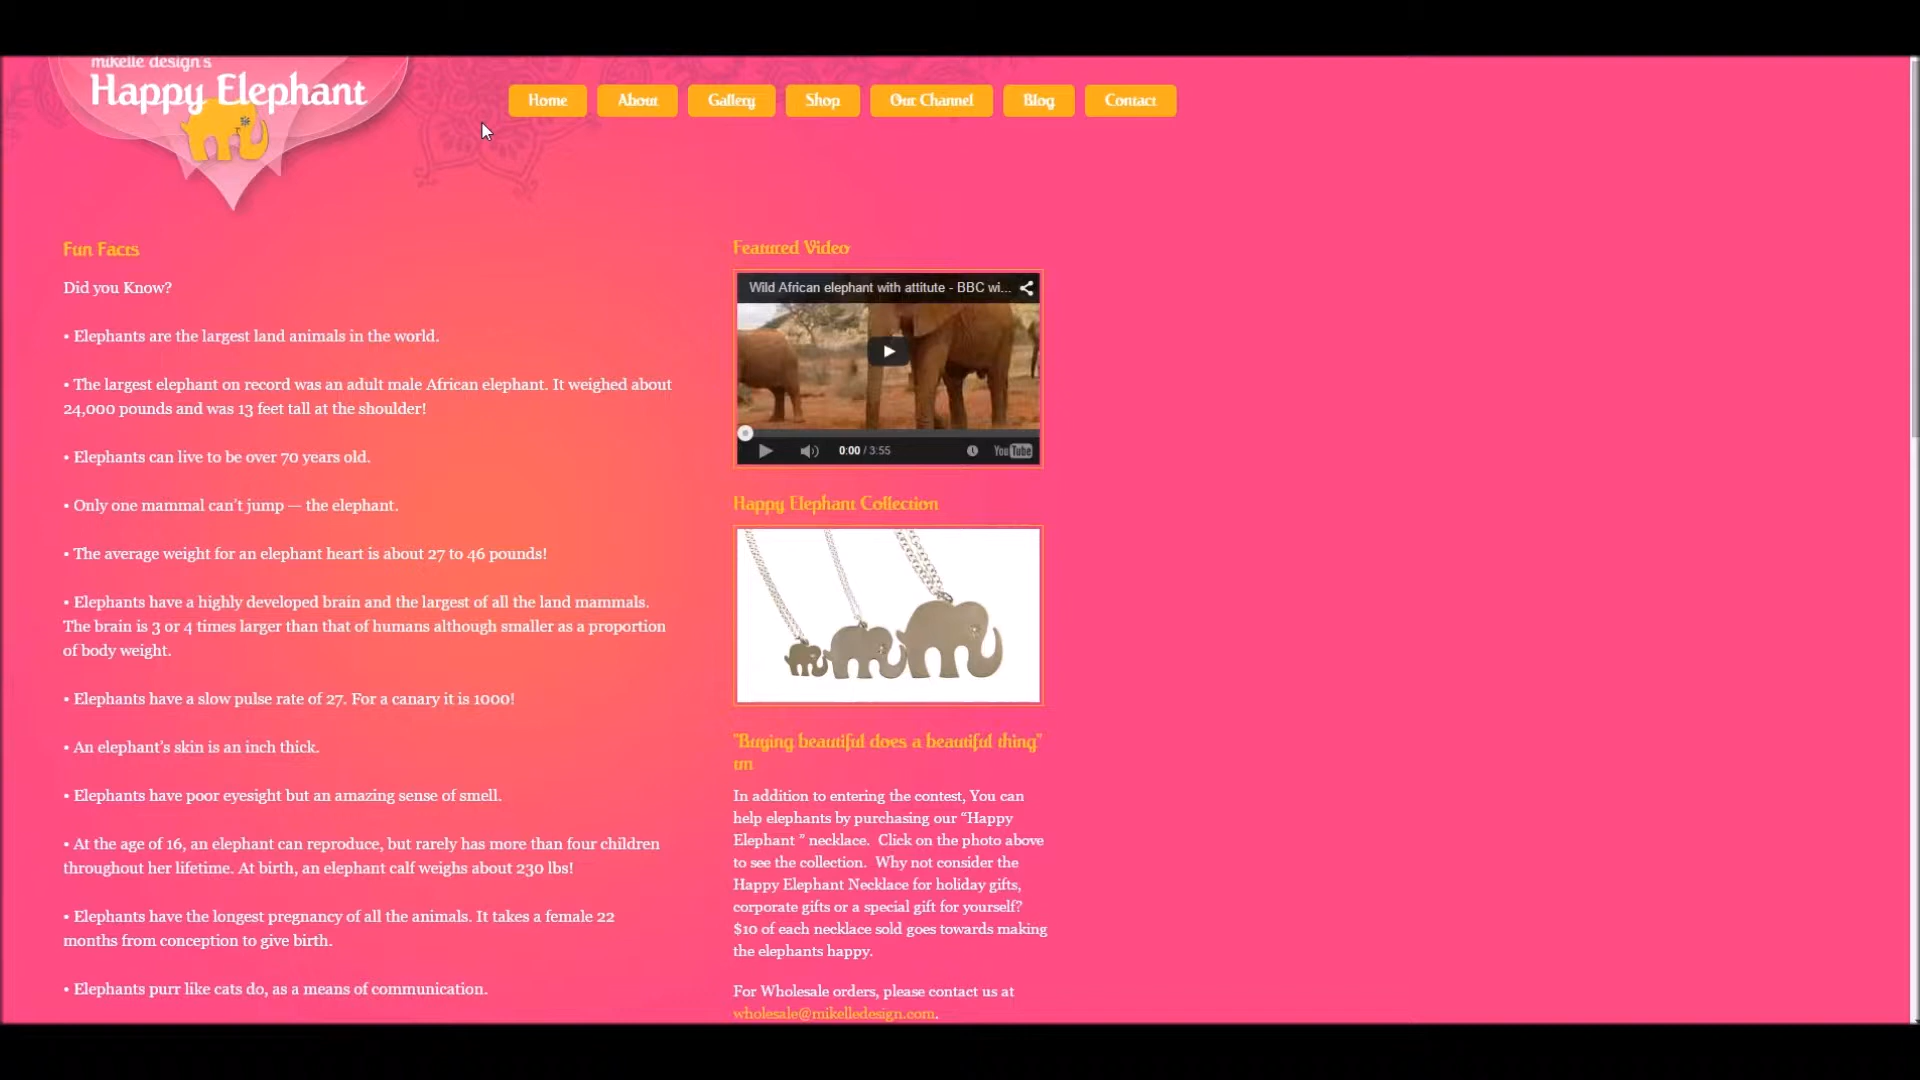 mikelle design's
Happy Elephant
Home
About
Gallery
Shop
Our Channel
Blog
Contact
Fun Facts
Did you Know?
• Elephants are the largest land animals in the world.
• The largest elephant on record was an adult male African elephant. It weighed about
24,000 pounds and was 13 feet tall at the shoulder!
• Elephants can live to be over 70 years old.
• Only one mammal can't jump — the elephant.
• The average weight for an elephant heart is about 27 to 46 pounds!
• Elephants have a highly developed brain and the largest of all the land mammals.
The brain is 3 or 4 times larger than that of humans although smaller as a proportion
of body weight.
• Elephants have a slow pulse rate of 27. For a canary it is 1000!
• An elephant's skin is an inch thick.
• Elephants have poor eyesight but an amazing sense of smell.
• At the age of 16, an elephant can reproduce, but rarely has more than four children
throughout her lifetime. At birth, an elephant calf weighs about 230 lbs!
• Elephants have the longest pregnancy of all the animals. It takes a female 22
months from conception to give birth.
• Elephants purr like cats do, as a means of communication.
Featured Video
Wild African elephant with attitute - BBC wi...
0:00 / 3:55
YouTube
Happy Elephant Collection
"Buying beautiful does a beautiful thing"
tm
In addition to entering the contest, You can
help elephants by purchasing our “Happy
Elephant ” necklace.  Click on the photo above
to see the collection.  Why not consider the
Happy Elephant Necklace for holiday gifts,
corporate gifts or a special gift for yourself?
$10 of each necklace sold goes towards making
the elephants happy.
For Wholesale orders, please contact us at
wholesale@mikelledesign.com.